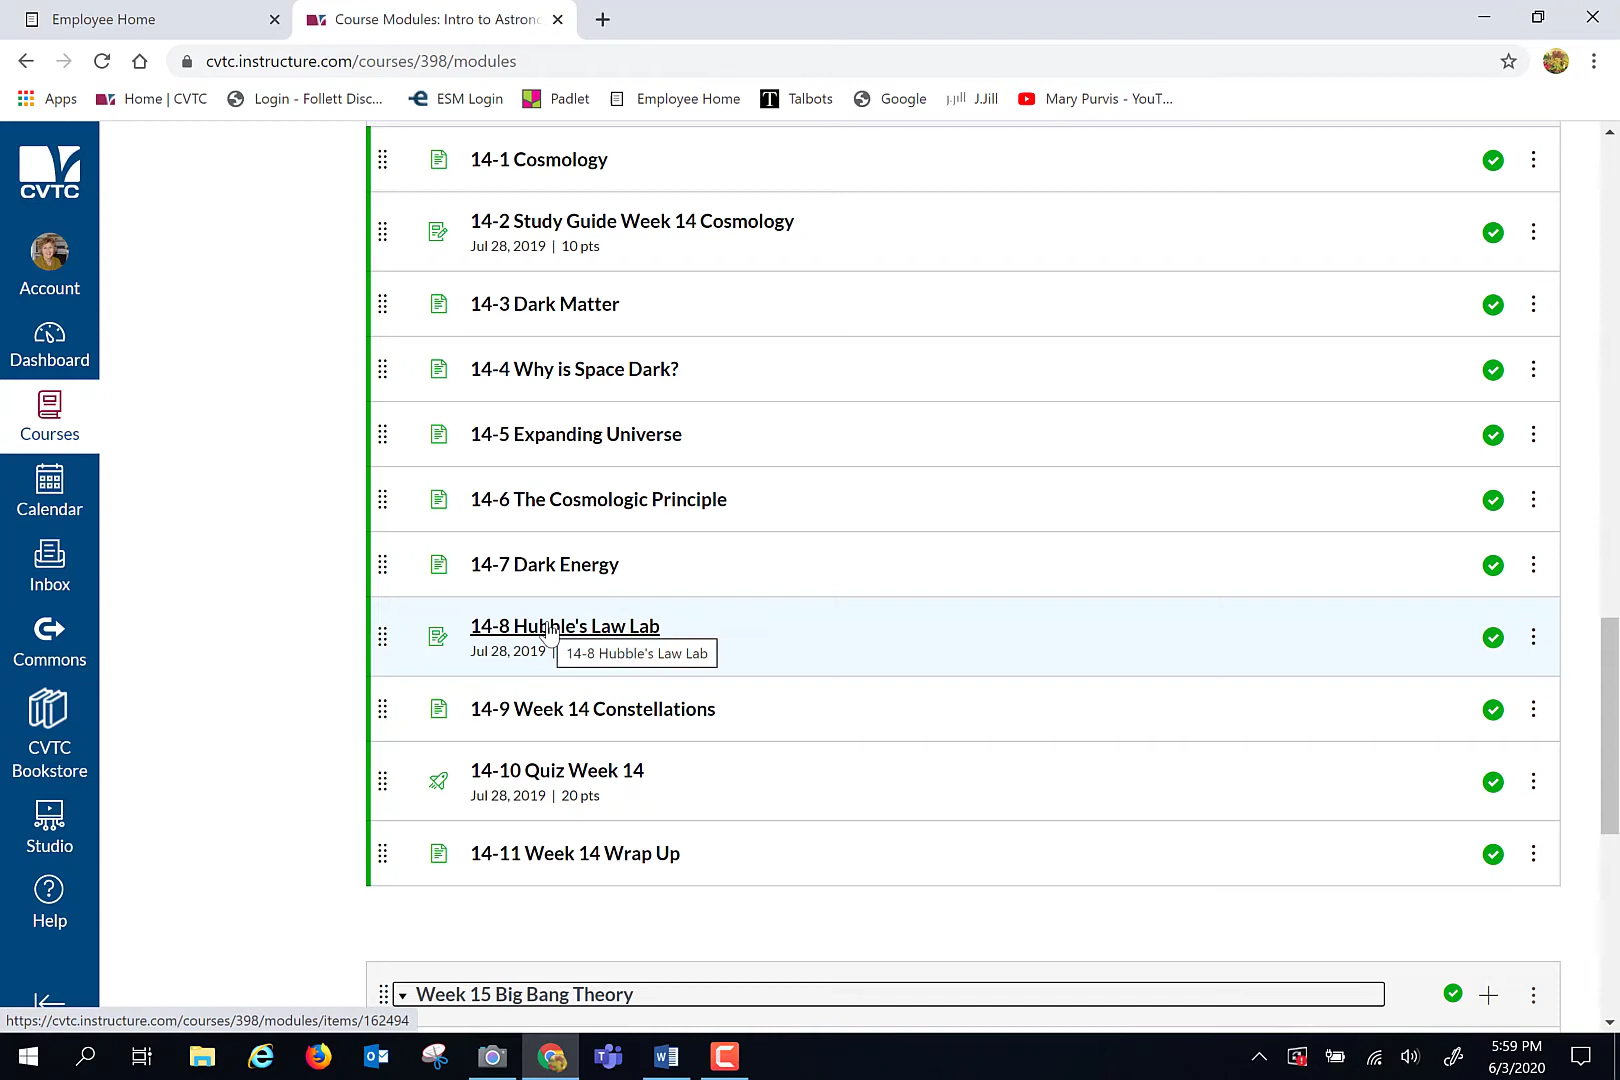 Employee Home
Course Modules: Intro to Astron
cvtc.instructure.com/courses/398/modules
Apps
Home | CVTC
Login - Follett Disc...
ESM Login
Padlet
Employee Home
T
Talbots
Google
J.Jill
J.Jill
Mary Purvis - YouT...
CVTC
Account
Dashboard
Courses
Calendar
Inbox
Commons
CVTC
Bookstore
Studio
Help
14-1 Cosmology
14-2 Study Guide Week 14 Cosmology
Jul 28, 2019 | 10 pts
14-3 Dark Matter
14-4 Why is Space Dark?
14-5 Expanding Universe
14-6 The Cosmologic Principle
14-7 Dark Energy
14-8 Hubble's Law Lab
Jul 28, 2019 |
14-8 Hubble's Law Lab
14-9 Week 14 Constellations
14-10 Quiz Week 14
Jul 28, 2019 | 20 pts
14-11 Week 14 Wrap Up
Week 15 Big Bang Theory
https://cvtc.instructure.com/courses/398/modules/items/162494
5:59 PM
6/3/2020